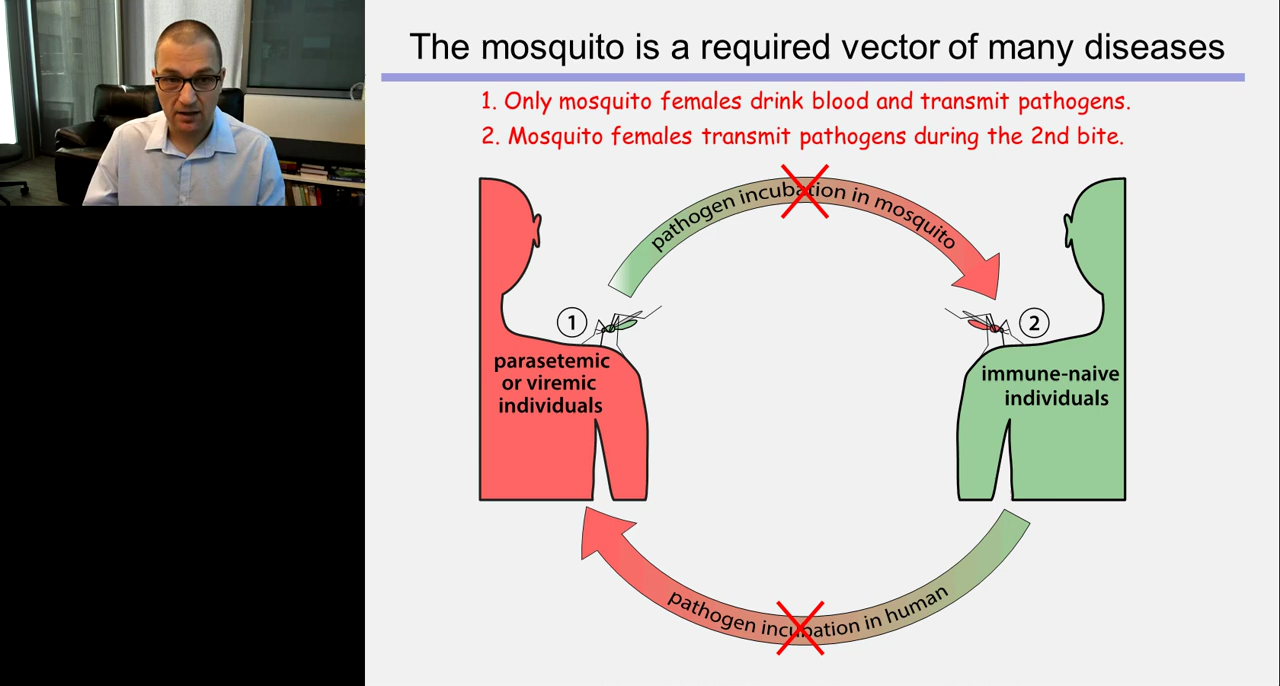 The mosquito is a required vector of many diseases
1. Only mosquito females drink blood and transmit pathogens.
2. Mosquito females transmit pathogens during the 2nd bite.
pathogen incubation in mosquito
1
2
parasetemic
or viremic
individuals
immune-naive
individuals
pathogen incubation in human